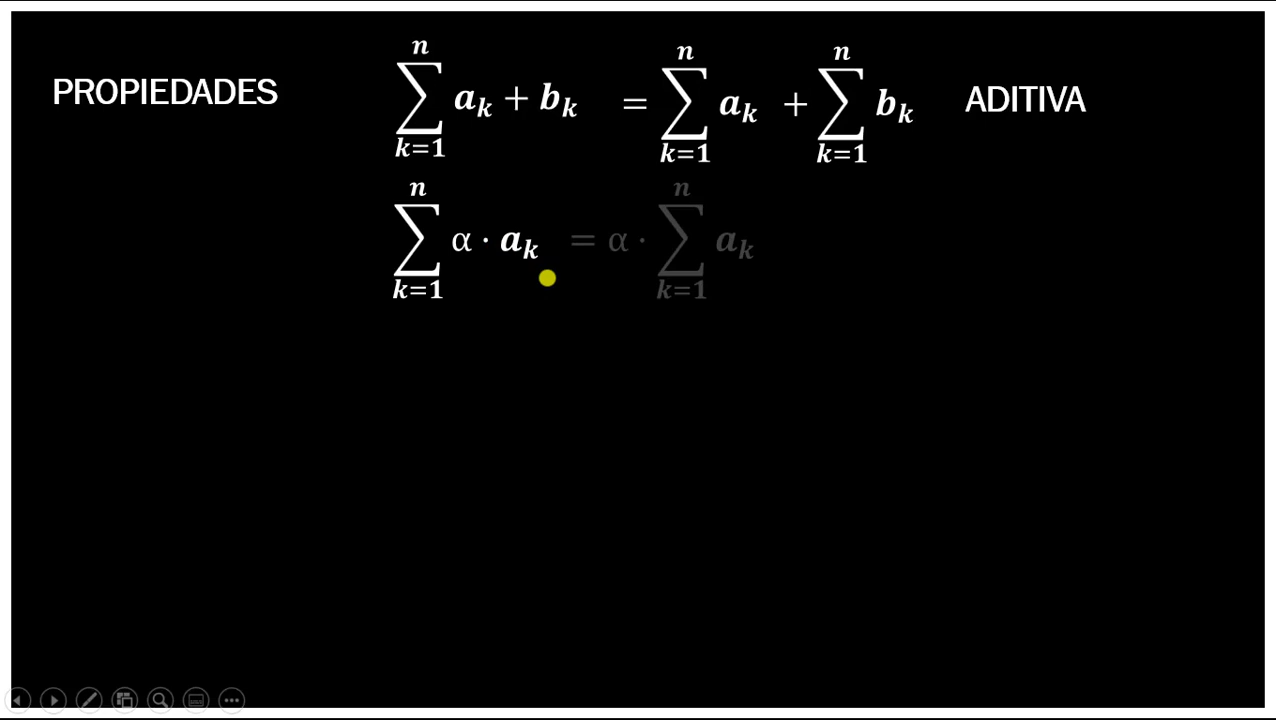 PROPIEDADES
∑_{k=1}^{n} a_k + b_k = ∑_{k=1}^{n} a_k + ∑_{k=1}^{n} b_k ADITIVA
∑_{k=1}^{n} α · a_k = α · ∑_{k=1}^{n} a_k